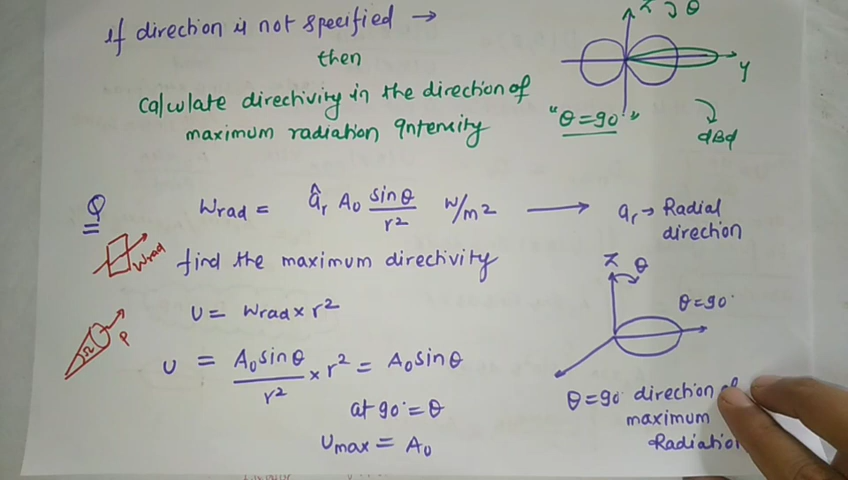 if direction is not specified →
then
Calculate directivity in the direction of
maximum radiation Intensity
z θ
y
"θ = 90°"
dBd
Q
Wrad = âr A0 sinθ / r2 W/m2 → ar → Radial
direction
Wrad
find the maximum directivity
U = Wrad × r2
Ω P
U = A0 sinθ / r2 × r2 = A0 sinθ
at 90° = θ
Umax = A0
z θ
θ = 90°
θ = 90° direction of
maximum
Radiation